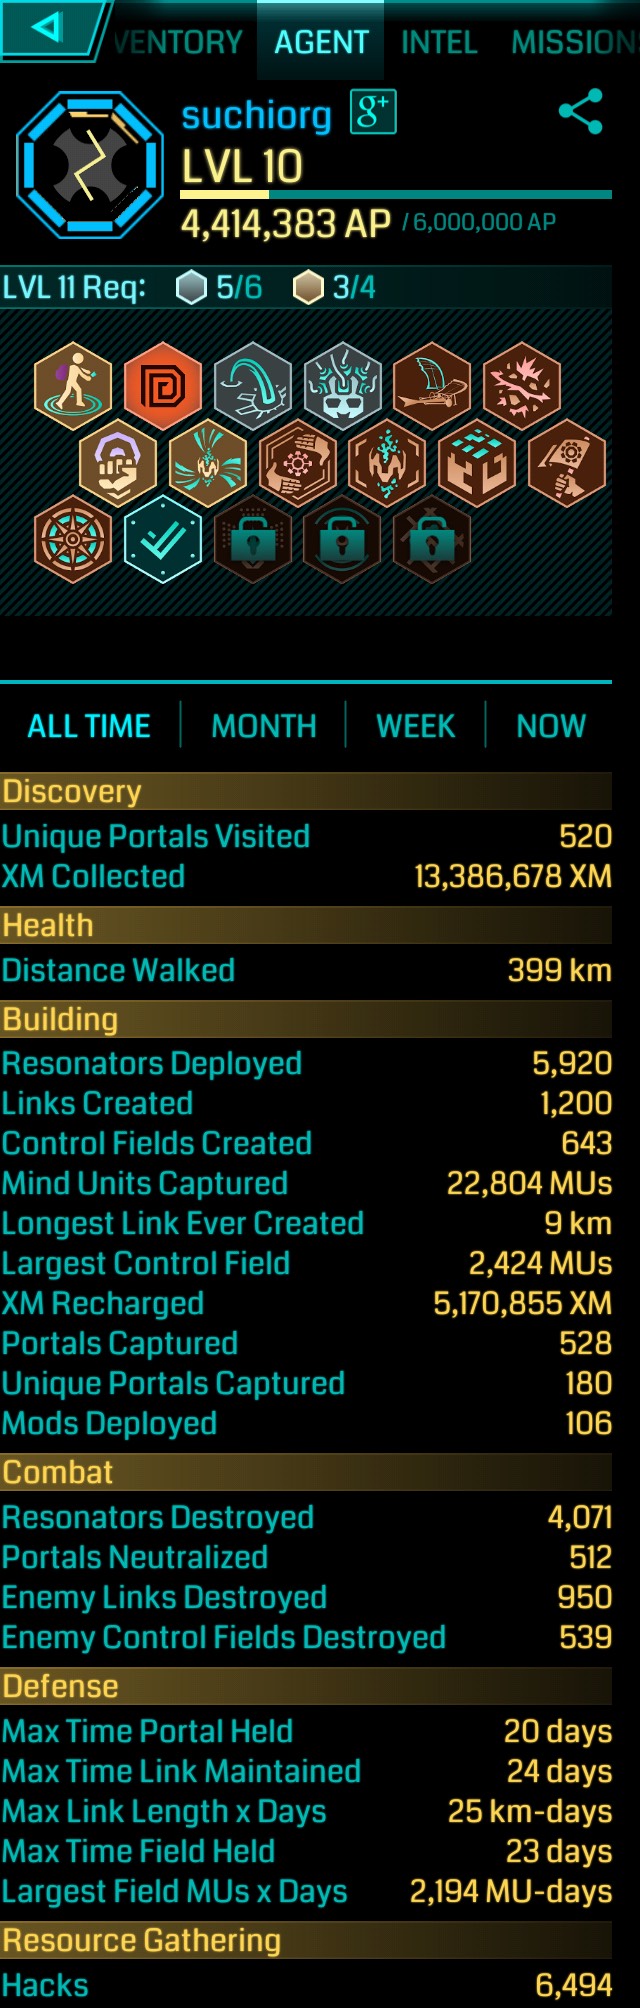 VENTORY AGENT INTEL MISSION
suchiorg g+
LVL 10
4,414,383 AP / 6,000,000 AP
LVL 11 Req: 5/6 3/4
ALL TIME MONTH WEEK NOW
Discovery
Unique Portals Visited 520
XM Collected 13,386,678 XM
Health
Distance Walked 399 km
Building
Resonators Deployed 5,920
Links Created 1,200
Control Fields Created 643
Mind Units Captured 22,804 MUs
Longest Link Ever Created 9 km
Largest Control Field 2,424 MUs
XM Recharged 5,170,855 XM
Portals Captured 528
Unique Portals Captured 180
Mods Deployed 106
Combat
Resonators Destroyed 4,071
Portals Neutralized 512
Enemy Links Destroyed 950
Enemy Control Fields Destroyed 539
Defense
Max Time Portal Held 20 days
Max Time Link Maintained 24 days
Max Link Length x Days 25 km-days
Max Time Field Held 23 days
Largest Field MUs x Days 2,194 MU-days
Resource Gathering
Hacks 6,494